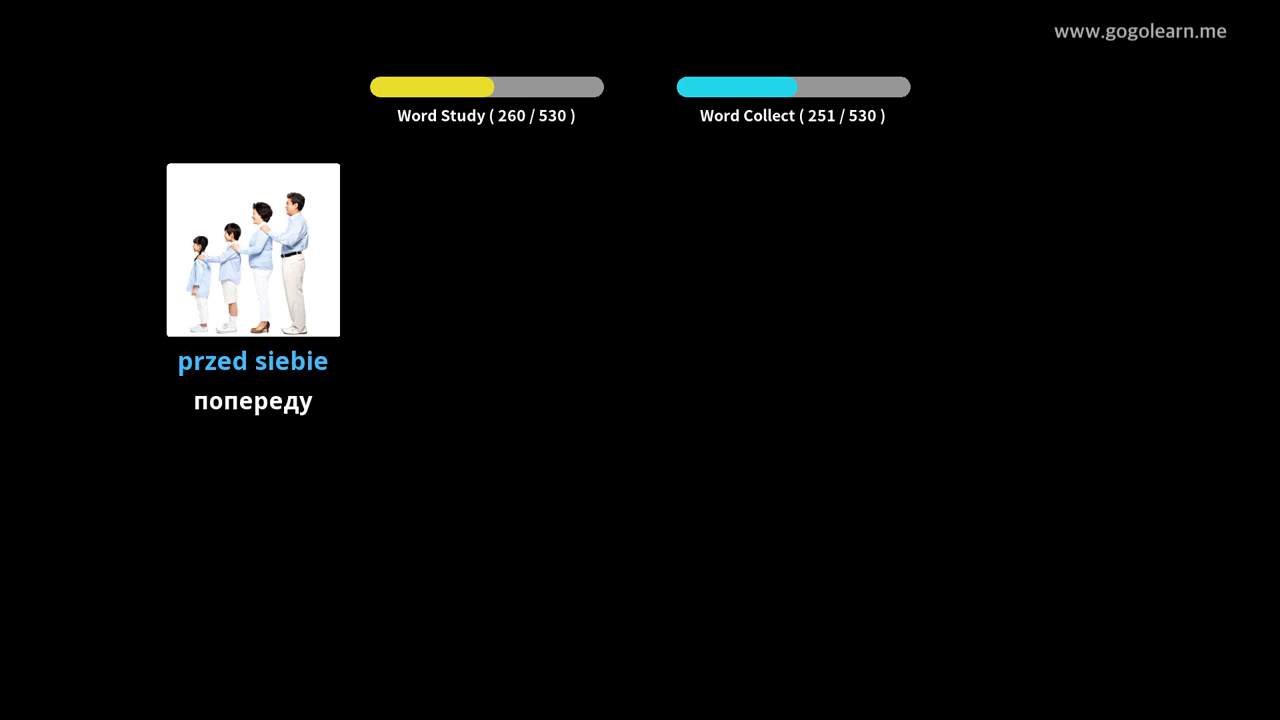 www.gogolearn.me
Word Study ( 260 / 530 )
Word Collect ( 251 / 530 )
przed siebie
попереду